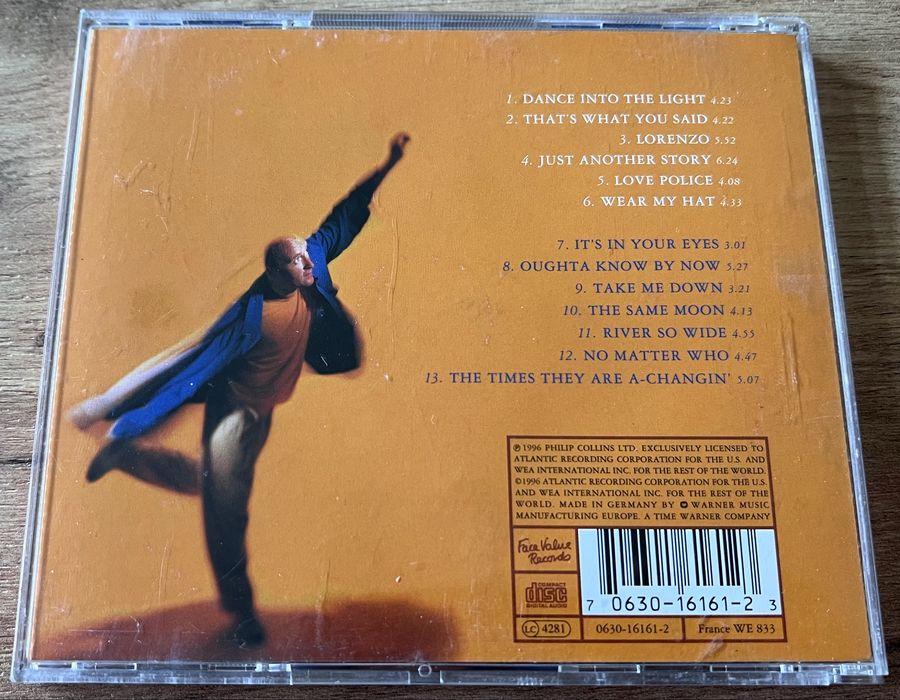 1. DANCE INTO THE LIGHT 4.23
2. THAT'S WHAT YOU SAID 4.22
3. LORENZO 5.52
4. JUST ANOTHER STORY 6.24
5. LOVE POLICE 4.08
6. WEAR MY HAT 4.33
7. IT'S IN YOUR EYES 3.01
8. OUGHTA KNOW BY NOW 5.27
9. TAKE ME DOWN 3.21
10. THE SAME MOON 4.13
11. RIVER SO WIDE 4.55
12. NO MATTER WHO 4.47
13. THE TIMES THEY ARE A-CHANGIN' 5.07
℗ 1996 PHILIP COLLINS LTD. EXCLUSIVELY LICENSED TO
ATLANTIC RECORDING CORPORATION FOR THE U.S. AND
WEA INTERNATIONAL INC. FOR THE REST OF THE WORLD.
© 1996 ATLANTIC RECORDING CORPORATION FOR THE U.S.
AND WEA INTERNATIONAL INC. FOR THE REST OF THE
WORLD. MADE IN GERMANY BY WARNER MUSIC
MANUFACTURING EUROPE. A TIME WARNER COMPANY
Face Value
Records
COMPACT
disc
DIGITAL AUDIO
7 0630-16161-2 3
LC 4281
0630-16161-2
France WE 833